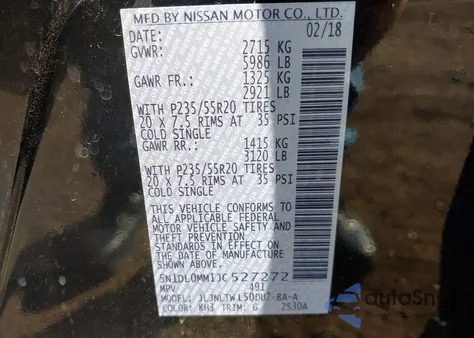 MFD BY NISSAN MOTOR CO., LTD.
DATE: 02/18
GVWR: 2715 KG
5986 LB
GAWR FR.: 1325 KG
2921 LB
WITH P235/55R20 TIRES
20 x 7.5 RIMS AT 35 PSI
COLD SINGLE
GAWR RR.: 1415 KG
3120 LB
WITH P235/55R20 TIRES
20 x 7.5 RIMS AT 35 PSI
COLD SINGLE
THIS VEHICLE CONFORMS TO
ALL APPLICABLE FEDERAL
MOTOR VEHICLE SAFETY AND
THEFT PREVENTION
STANDARDS IN EFFECT ON
THE DATE OF MANUFACTURE
SHOWN ABOVE.
5N1DL0MM1JC527272
MPV 491
MODEL:
COLOR: KH3 TRIM: G 2530A